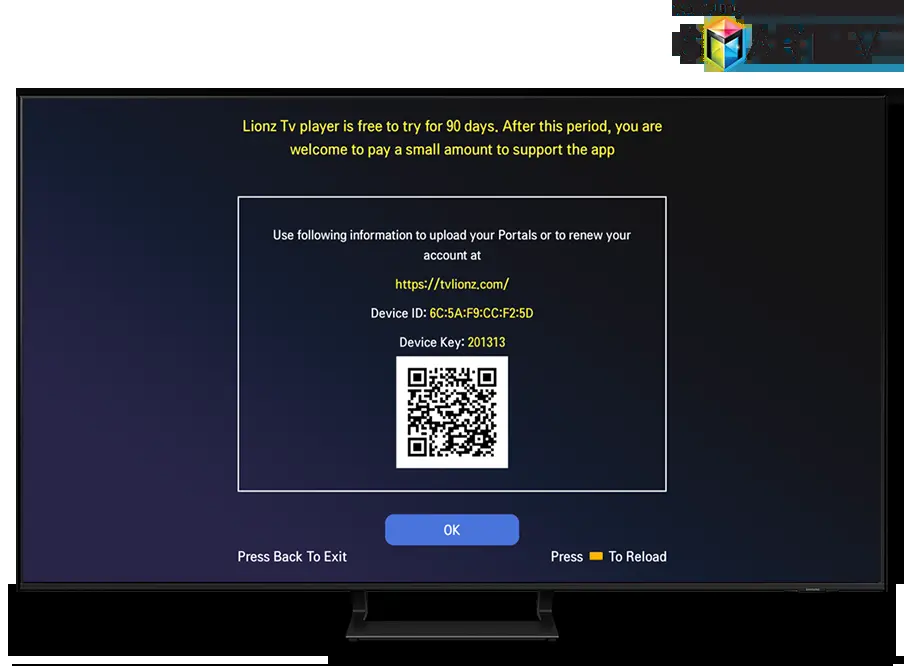 Lionz Tv player is free to try for 90 days. After this period, you are
welcome to pay a small amount to support the app
Use following information to upload your Portals or to renew your
account at
https://tvlionz.com/
Device ID: 6C:5A:F9:CC:F2:5D
Device Key: 201313
OK
Press Back To Exit
Press To Reload